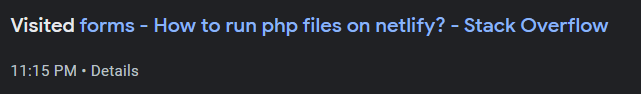 Visited forms - How to run php files on netlify? - Stack Overflow
11:15 PM • Details